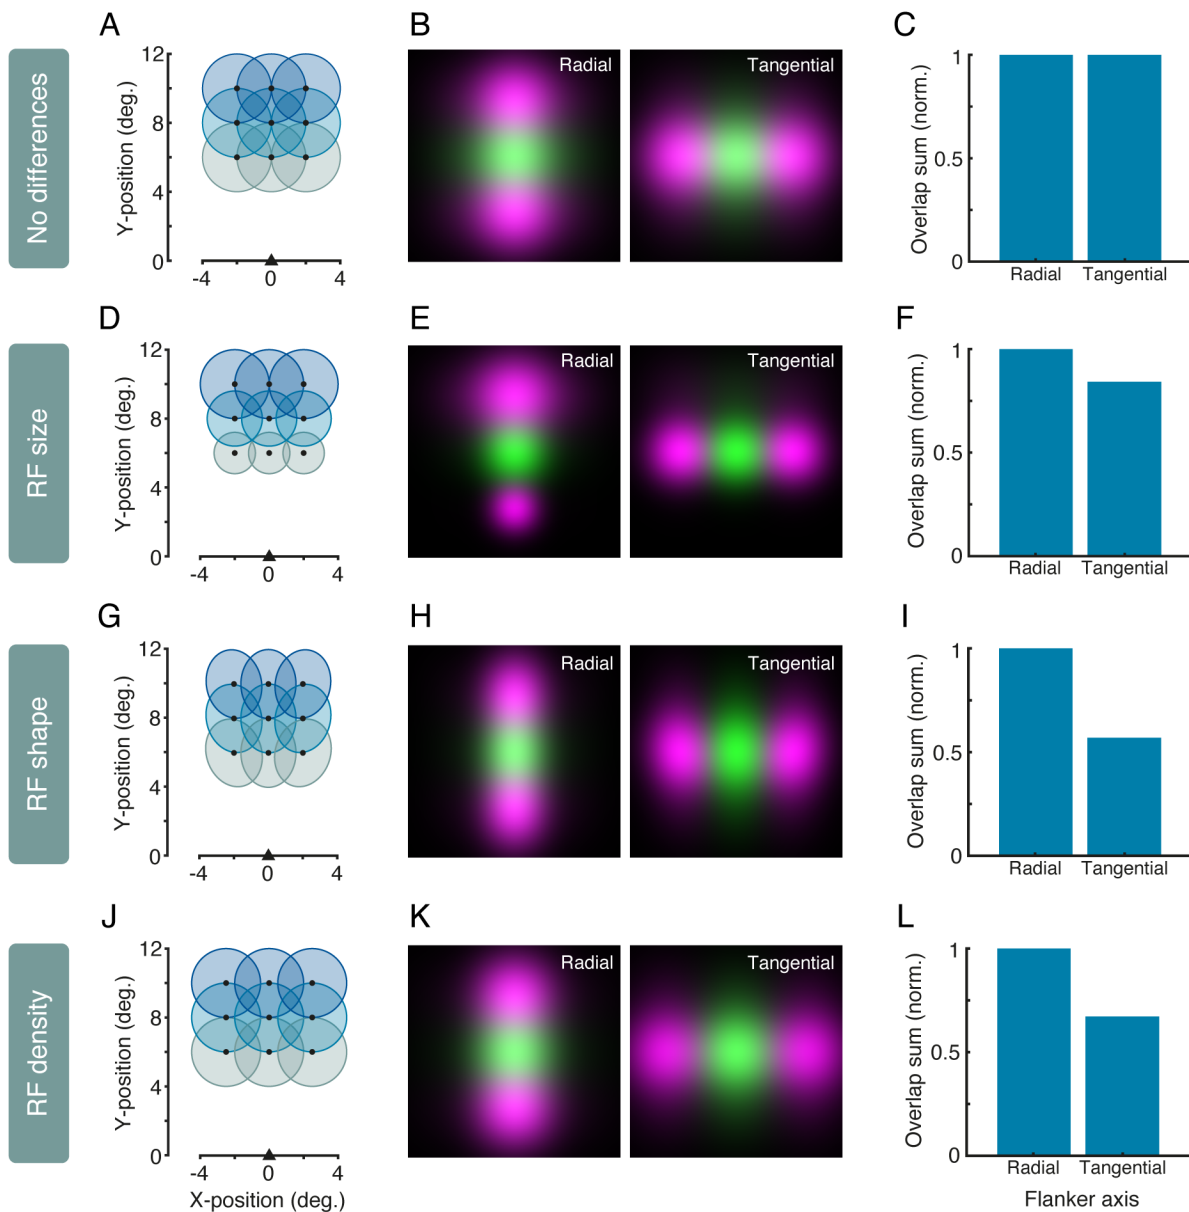 A
B
C
No differences
Y-position (deg.)
12
8
4
0
-4
0
4
Radial
Tangential
Overlap sum (norm.)
1
0.5
0
Radial
Tangential
D
E
F
RF size
Y-position (deg.)
12
8
4
0
-4
0
4
Radial
Tangential
Overlap sum (norm.)
1
0.5
0
Radial
Tangential
G
H
I
RF shape
Y-position (deg.)
12
8
4
0
-4
0
4
Radial
Tangential
Overlap sum (norm.)
1
0.5
0
Radial
Tangential
J
K
L
RF density
Y-position (deg.)
12
8
4
0
-4
0
4
X-position (deg.)
Radial
Tangential
Overlap sum (norm.)
1
0.5
0
Radial
Tangential
Flanker axis